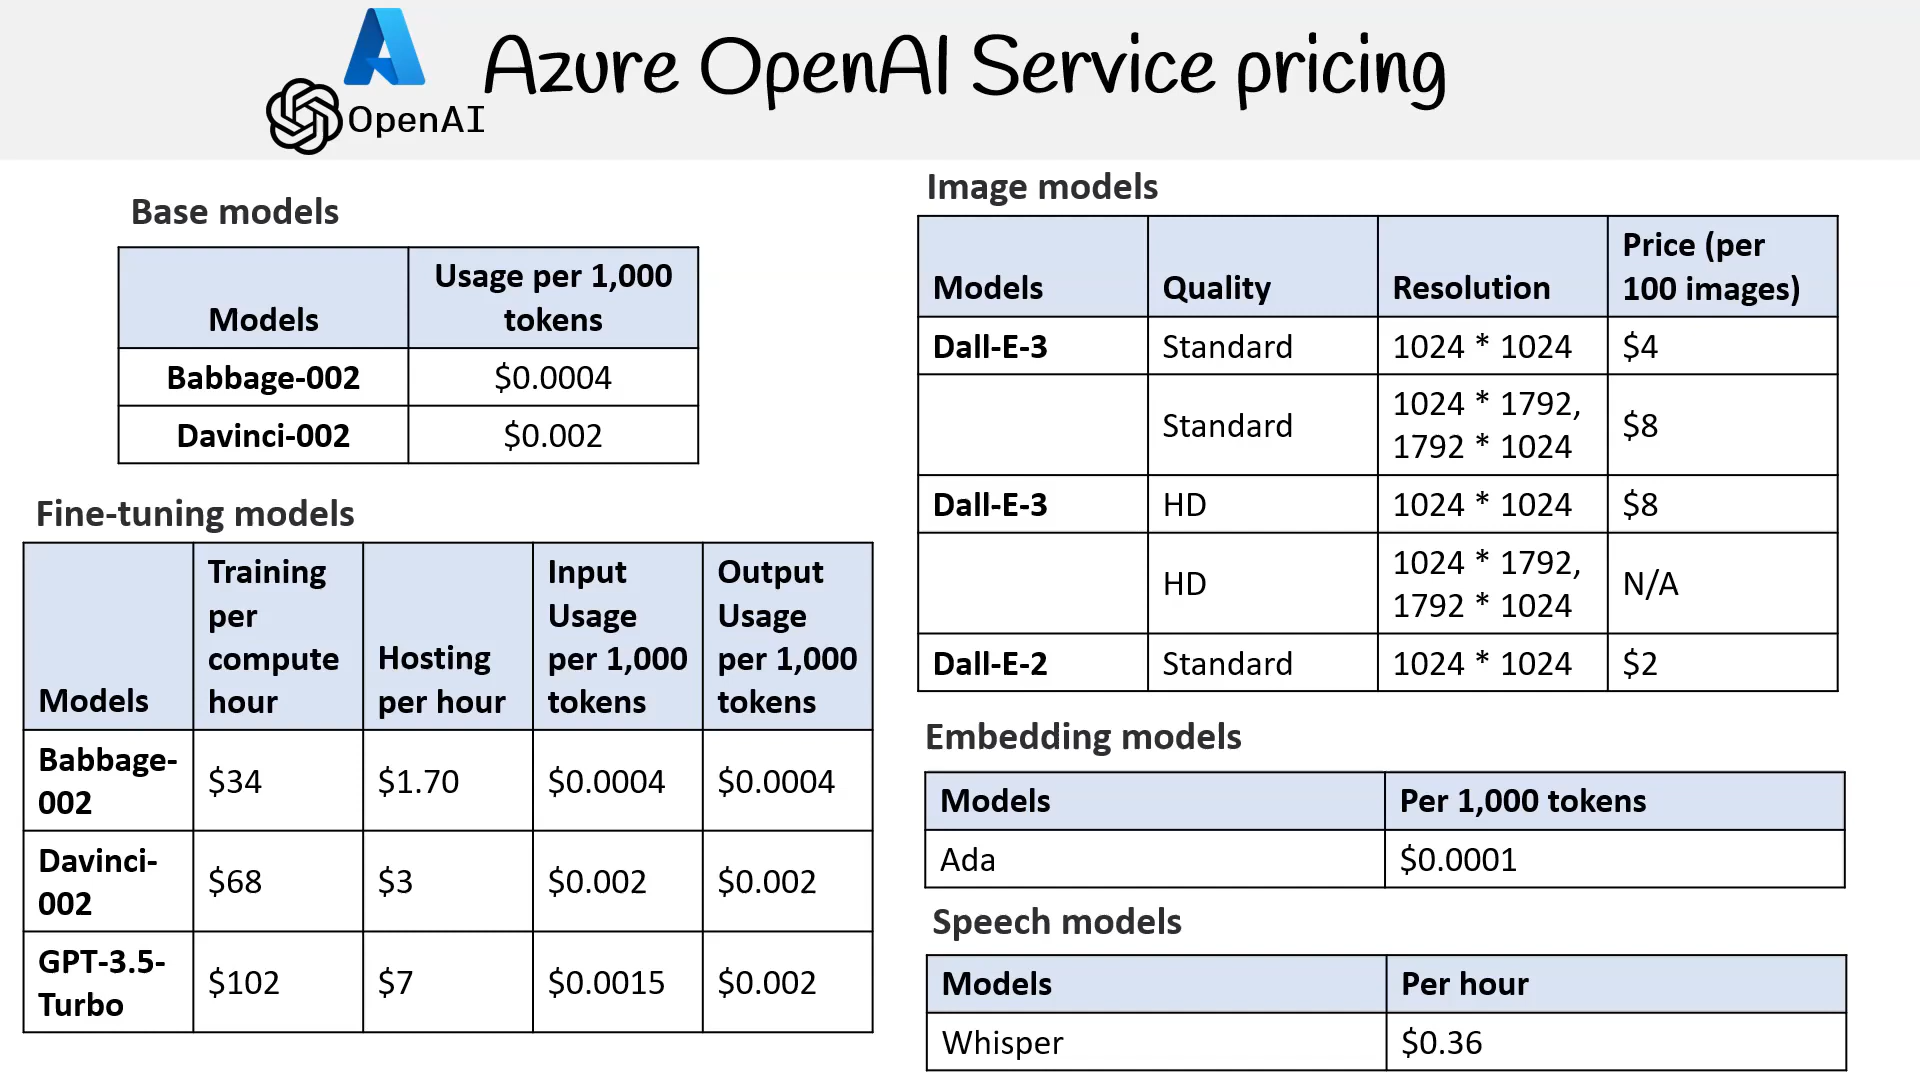 Azure OpenAI Service pricing
OpenAI
Base models
Models
Usage per 1,000
tokens
Babbage-002
$0.0004
Davinci-002
$0.002
Fine-tuning models
Models
Training
per
compute
hour
Hosting
per hour
Input
Usage
per 1,000
tokens
Output
Usage
per 1,000
tokens
Babbage-
002
$34
$1.70
$0.0004
$0.0004
Davinci-
002
$68
$3
$0.002
$0.002
GPT-3.5-
Turbo
$102
$7
$0.0015
$0.002
Image models
Models
Quality
Resolution
Price (per
100 images)
Dall-E-3
Standard
1024 * 1024
$4
Standard
1024 * 1792,
1792 * 1024
$8
Dall-E-3
HD
1024 * 1024
$8
HD
1024 * 1792,
1792 * 1024
N/A
Dall-E-2
Standard
1024 * 1024
$2
Embedding models
Models
Per 1,000 tokens
Ada
$0.0001
Speech models
Models
Per hour
Whisper
$0.36